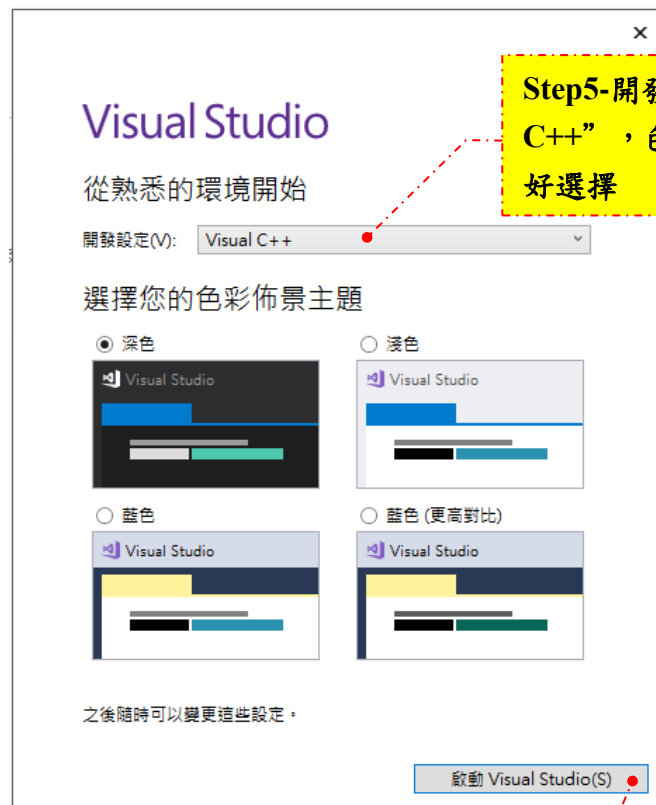 Step5-開發
C++”，色
好選擇
Visual Studio
從熟悉的環境開始
開發設定(V): Visual C++
選擇您的色彩佈景主題
深色
淺色
Visual Studio
Visual Studio
藍色
藍色 (更高對比)
Visual Studio
Visual Studio
之後隨時可以變更這些設定。
啟動 Visual Studio(S)